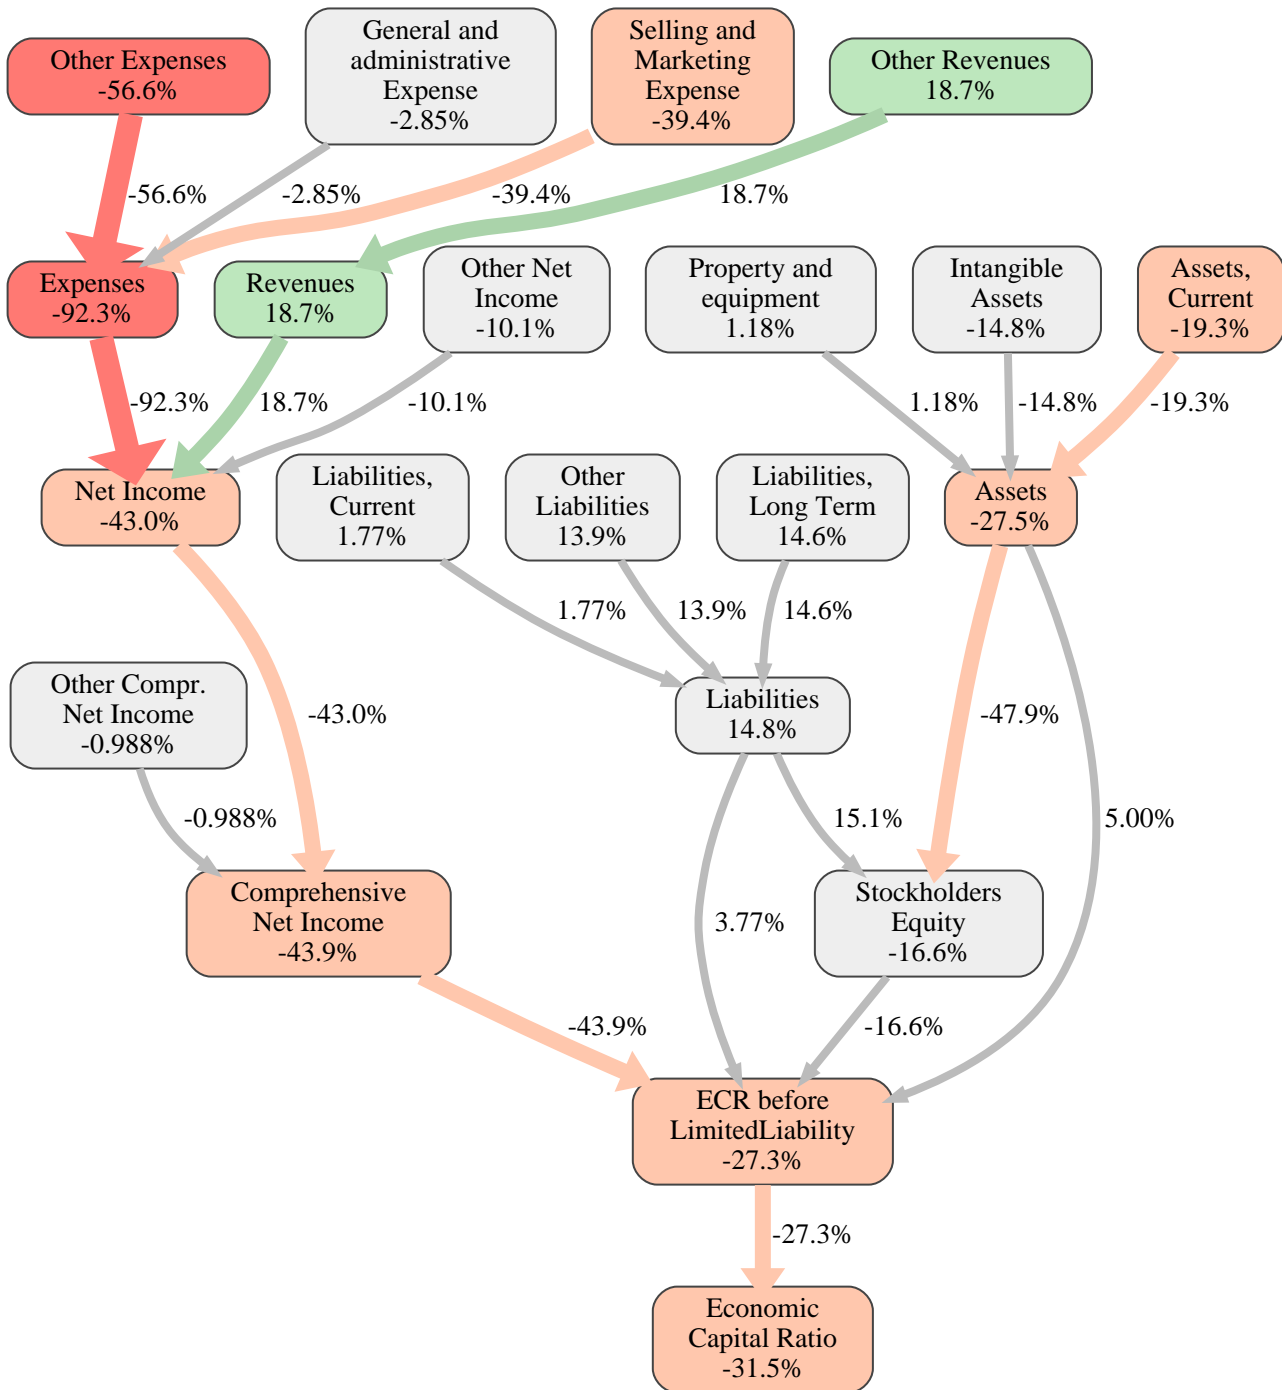 Other Expenses
-56.6%
General and
administrative
Expense
-2.85%
Selling and
Marketing
Expense
-39.4%
Other Revenues
18.7%
-56.6%
-2.85%
-39.4%
18.7%
Expenses
-92.3%
Revenues
18.7%
Other Net
Income
-10.1%
Property and
equipment
1.18%
Intangible
Assets
-14.8%
Assets,
Current
-19.3%
-92.3%
18.7%
-10.1%
1.18%
-14.8%
-19.3%
Net Income
-43.0%
Liabilities,
Current
1.77%
Other
Liabilities
13.9%
Liabilities,
Long Term
14.6%
Assets
-27.5%
1.77%
13.9%
14.6%
Other Compr.
Net Income
-0.988%
-43.0%
Liabilities
14.8%
-47.9%
-0.988%
15.1%
5.00%
Comprehensive
Net Income
-43.9%
3.77%
Stockholders
Equity
-16.6%
-43.9%
-16.6%
ECR before
LimitedLiability
-27.3%
-27.3%
Economic
Capital Ratio
-31.5%